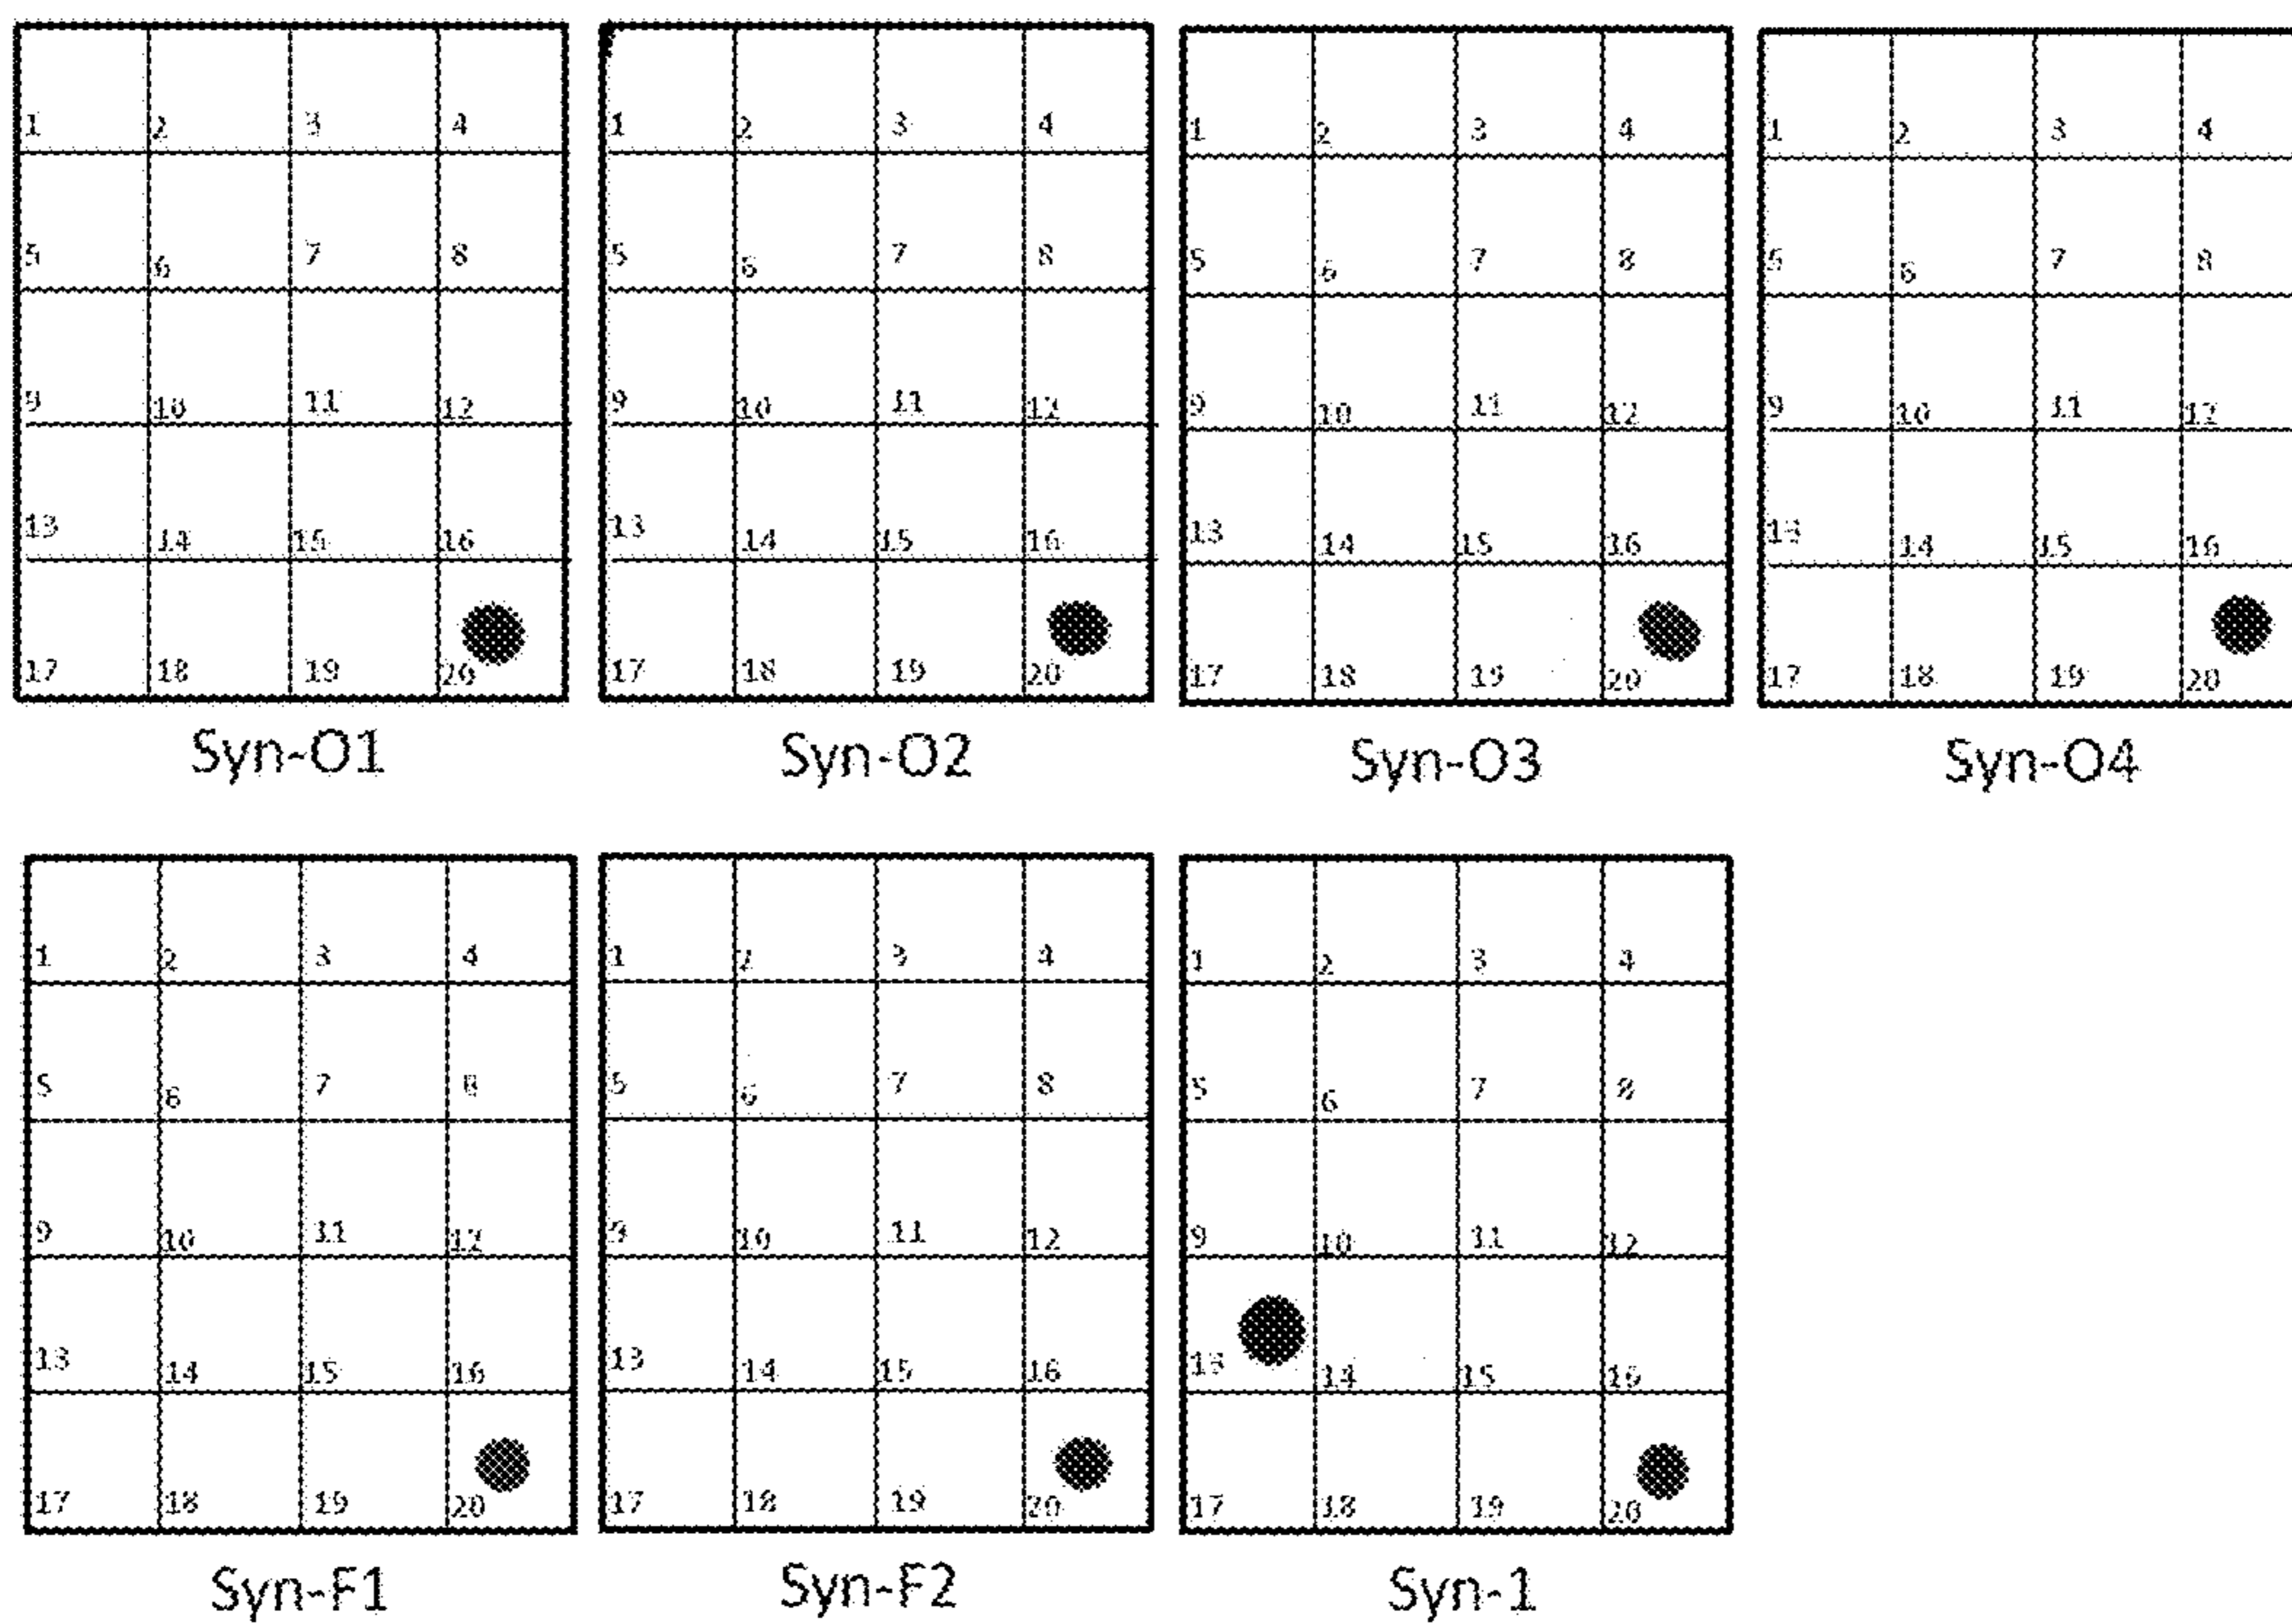 1 2 3 4 1 2 3 4 1 2 3 4 1 2 3 4
5 6 7 8 5 6 7 8 5 6 7 8 5 6 7 8
9 10 11 12 9 10 11 12 9 10 11 12 9 10 11 12
13 14 15 16 13 14 15 16 13 14 15 16 13 14 15 16
17 18 19 20 17 18 19 20 17 18 19 20 17 18 19 20
Syn-O1 Syn-O2 Syn-O3 Syn-O4
1 2 3 4 1 2 3 4 1 2 3 4
5 6 7 8 5 6 7 8 5 6 7 8
9 10 11 12 9 10 11 12 9 10 11 12
13 14 15 16 13 14 15 16 13 14 15 16
17 18 19 20 17 18 19 20 17 18 19 20
Syn-F1 Syn-F2 Syn-1